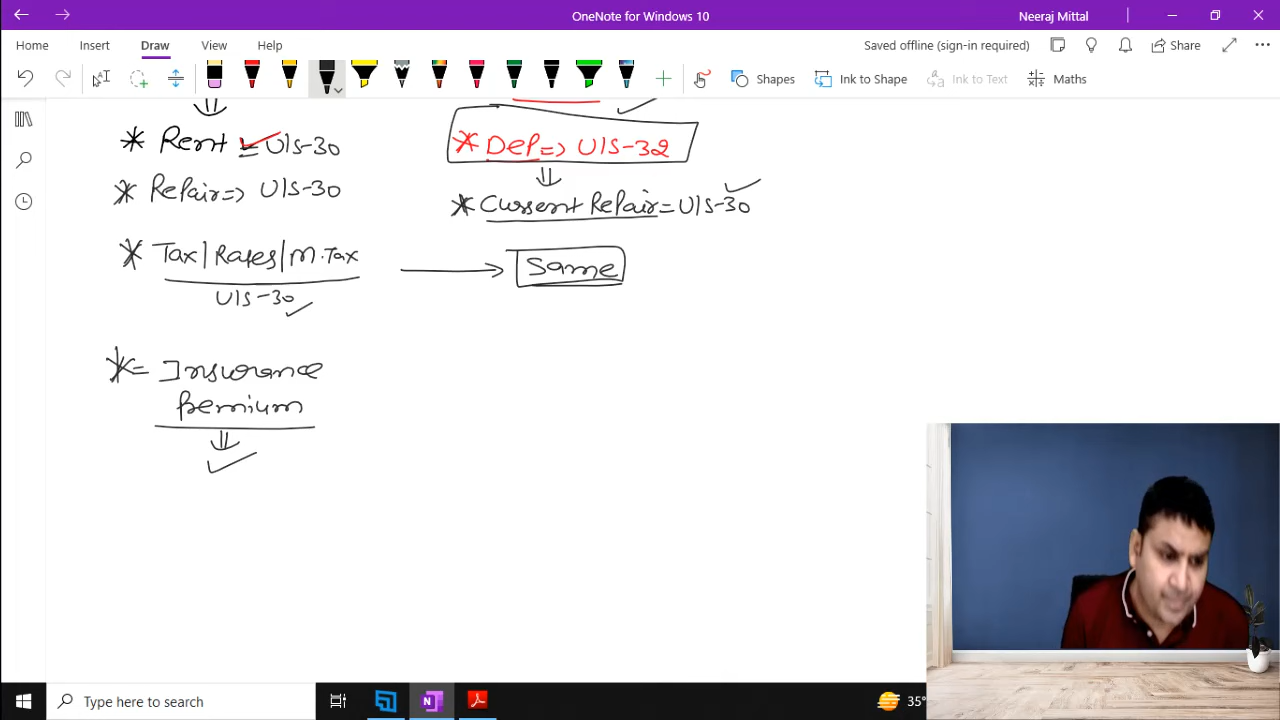 OneNote for Windows 10
Neeraj Mittal
Home Insert Draw View Help
Saved offline (sign-in required)
Share
Shapes
Ink to Shape
Ink to Text
Maths
* Rent = U|S-30
* Repair => U|S-30
* Tax|Rates|M.Tax
U|S-30
*= Insurance
Premium
* Dep => U|S-32
* Current Repair = U|S-30
Same
Type here to search
35°